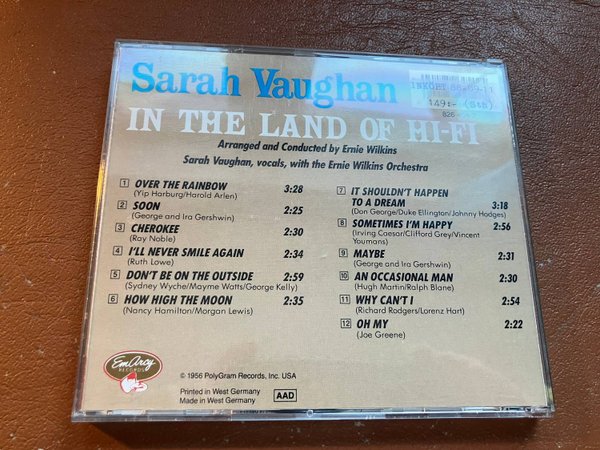 Sarah Vaughan
INKÖPT 88-09-11
149:- (Sth)
826
IN THE LAND OF HI-FI
Arranged and Conducted by Ernie Wilkins
Sarah Vaughan, vocals, with the Ernie Wilkins Orchestra
1 OVER THE RAINBOW 3:28
(Yip Harburg/Harold Arlen)
2 SOON 2:25
(George and Ira Gershwin)
3 CHEROKEE 2:30
(Ray Noble)
4 I'LL NEVER SMILE AGAIN 2:34
(Ruth Lowe)
5 DON'T BE ON THE OUTSIDE 2:59
(Sydney Wyche/Mayme Watts/George Kelly)
6 HOW HIGH THE MOON 2:35
(Nancy Hamilton/Morgan Lewis)
7 IT SHOULDN'T HAPPEN
TO A DREAM 3:18
(Don George/Duke Ellington/Johnny Hodges)
8 SOMETIMES I'M HAPPY 2:56
(Irving Caesar/Clifford Grey/Vincent
Youmans)
9 MAYBE 2:31
(George and Ira Gershwin)
10 AN OCCASIONAL MAN 2:30
(Hugh Martin/Ralph Blane)
11 WHY CAN'T I 2:54
(Richard Rodgers/Lorenz Hart)
12 OH MY 2:22
(Joe Greene)
EmArcy
RECORDS
© 1956 PolyGram Records, Inc. USA
Printed in West Germany
Made in West Germany
AAD